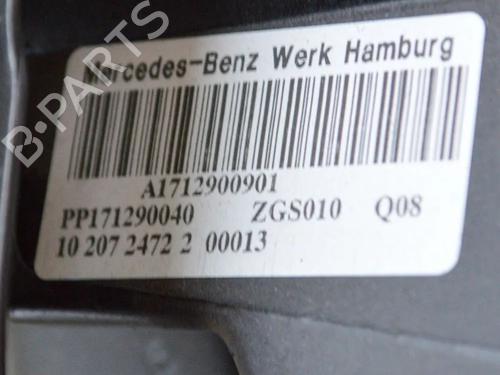 Mercedes-Benz Werk Hamburg
A1712900901
PP171290040 ZGS010 Q08
10 207 2472 2 00013
B-PARTS